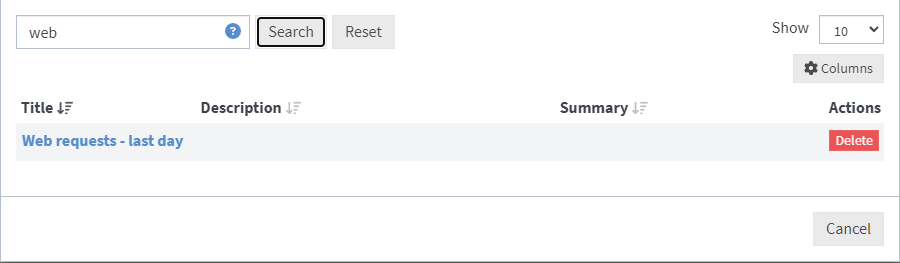 web ? Search Reset Show 10
Columns
Title Description Summary Actions
Web requests - last day Delete
Cancel